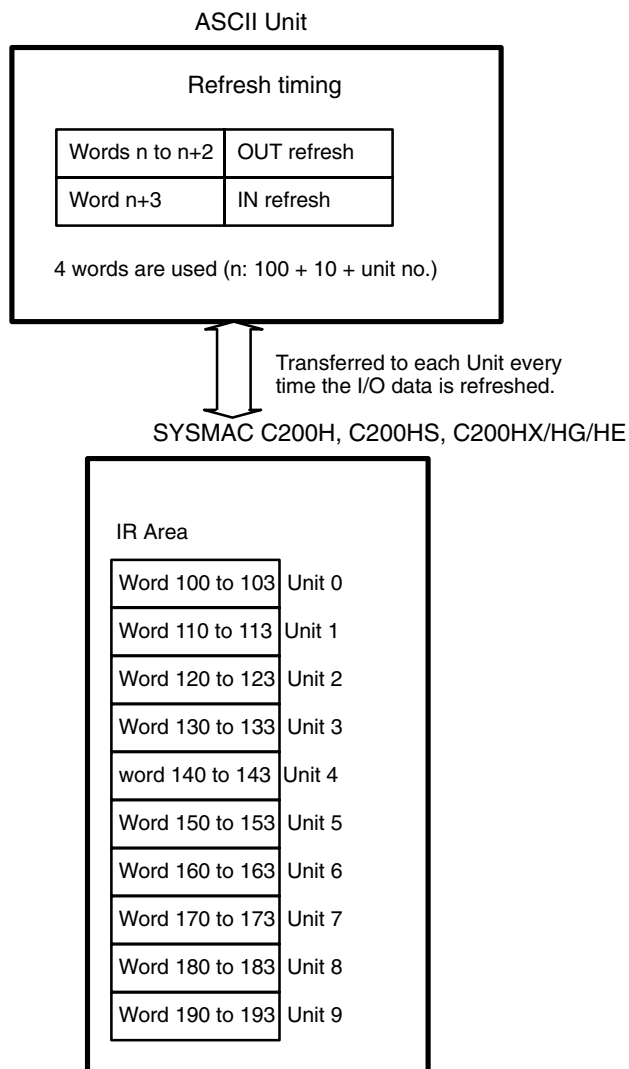 ASCII Unit
Refresh timing
Words n to n+2 OUT refresh
Word n+3 IN refresh
4 words are used (n: 100 + 10 + unit no.)
Transferred to each Unit every
time the I/O data is refreshed.
SYSMAC C200H, C200HS, C200HX/HG/HE
IR Area
Word 100 to 103 Unit 0
Word 110 to 113 Unit 1
Word 120 to 123 Unit 2
Word 130 to 133 Unit 3
word 140 to 143 Unit 4
Word 150 to 153 Unit 5
Word 160 to 163 Unit 6
Word 170 to 173 Unit 7
Word 180 to 183 Unit 8
Word 190 to 193 Unit 9